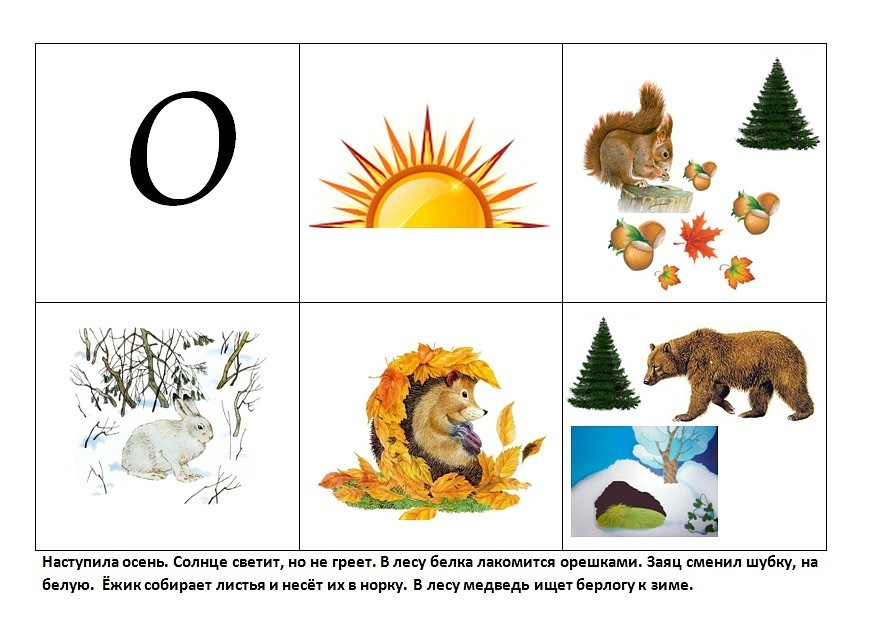 О
Наступила осень. Солнце светит, но не греет. В лесу белка лакомится орешками. Заяц сменил шубку, на
белую. Ёжик собирает листья и несёт их в норку. В лесу медведь ищет берлогу к зиме.